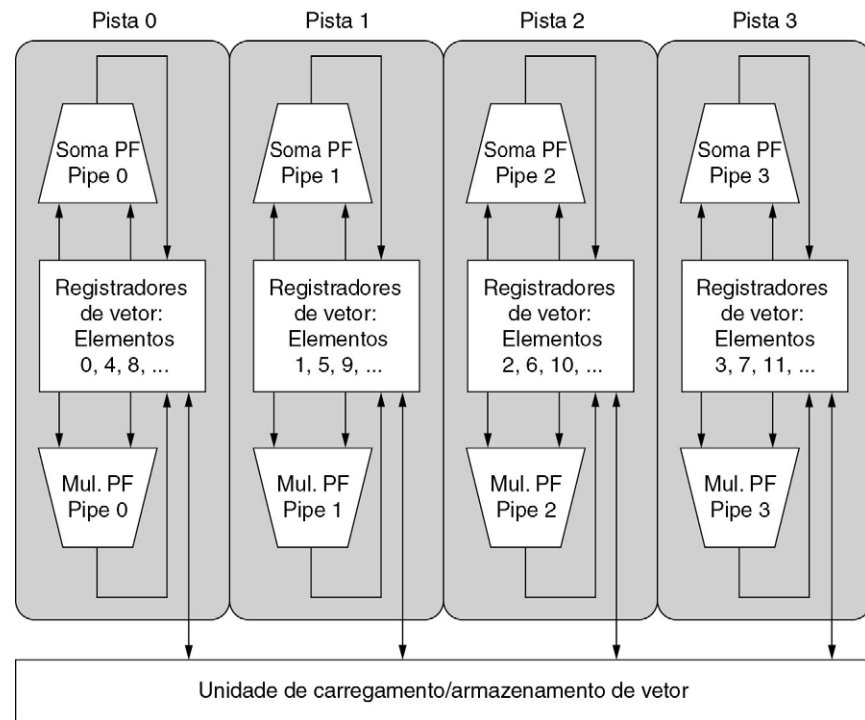 Pista 0
Pista 1
Pista 2
Pista 3
Soma PF
Pipe 0
Soma PF
Pipe 1
Soma PF
Pipe 2
Soma PF
Pipe 3
Registradores
de vetor:
Elementos
0, 4, 8, ...
Registradores
de vetor:
Elementos
1, 5, 9, ...
Registradores
de vetor:
Elementos
2, 6, 10, ...
Registradores
de vetor:
Elementos
3, 7, 11, ...
Mul. PF
Pipe 0
Mul. PF
Pipe 1
Mul. PF
Pipe 2
Mul. PF
Pipe 3
Unidade de carregamento/armazenamento de vetor